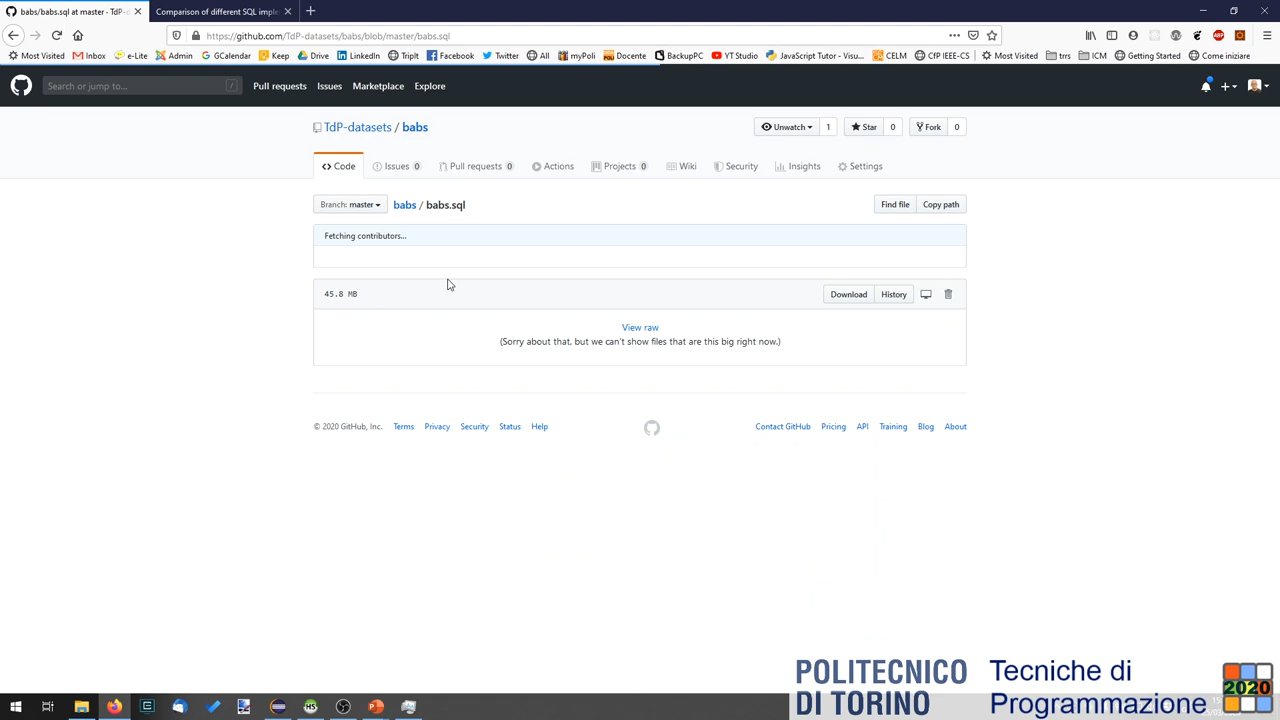 babs/babs.sql at master · TdP-d
Comparison of different SQL imple
https://github.com/TdP-datasets/babs/blob/master/babs.sql
Most Visited Inbox e-Lite Admin GCalendar Keep Drive LinkedIn TripIt Facebook Twitter All myPoli Docente BackupPC YT Studio JavaScript Tutor - Visu... CELM CfP IEEE-CS Most Visited trrs ICM Getting Started Come iniziare
Search or jump to... /
Pull requests Issues Marketplace Explore
TdP-datasets / babs
Unwatch 1 Star 0 Fork 0
Code Issues 0 Pull requests 0 Actions Projects 0 Wiki Security Insights Settings
Branch: master babs / babs.sql Find file Copy path
Fetching contributors...
45.8 MB Download History
View raw
(Sorry about that, but we can't show files that are this big right now.)
© 2020 GitHub, Inc. Terms Privacy Security Status Help Contact GitHub Pricing API Training Blog About
POLITECNICO
DI TORINO
Tecniche di
Programmazione
2020